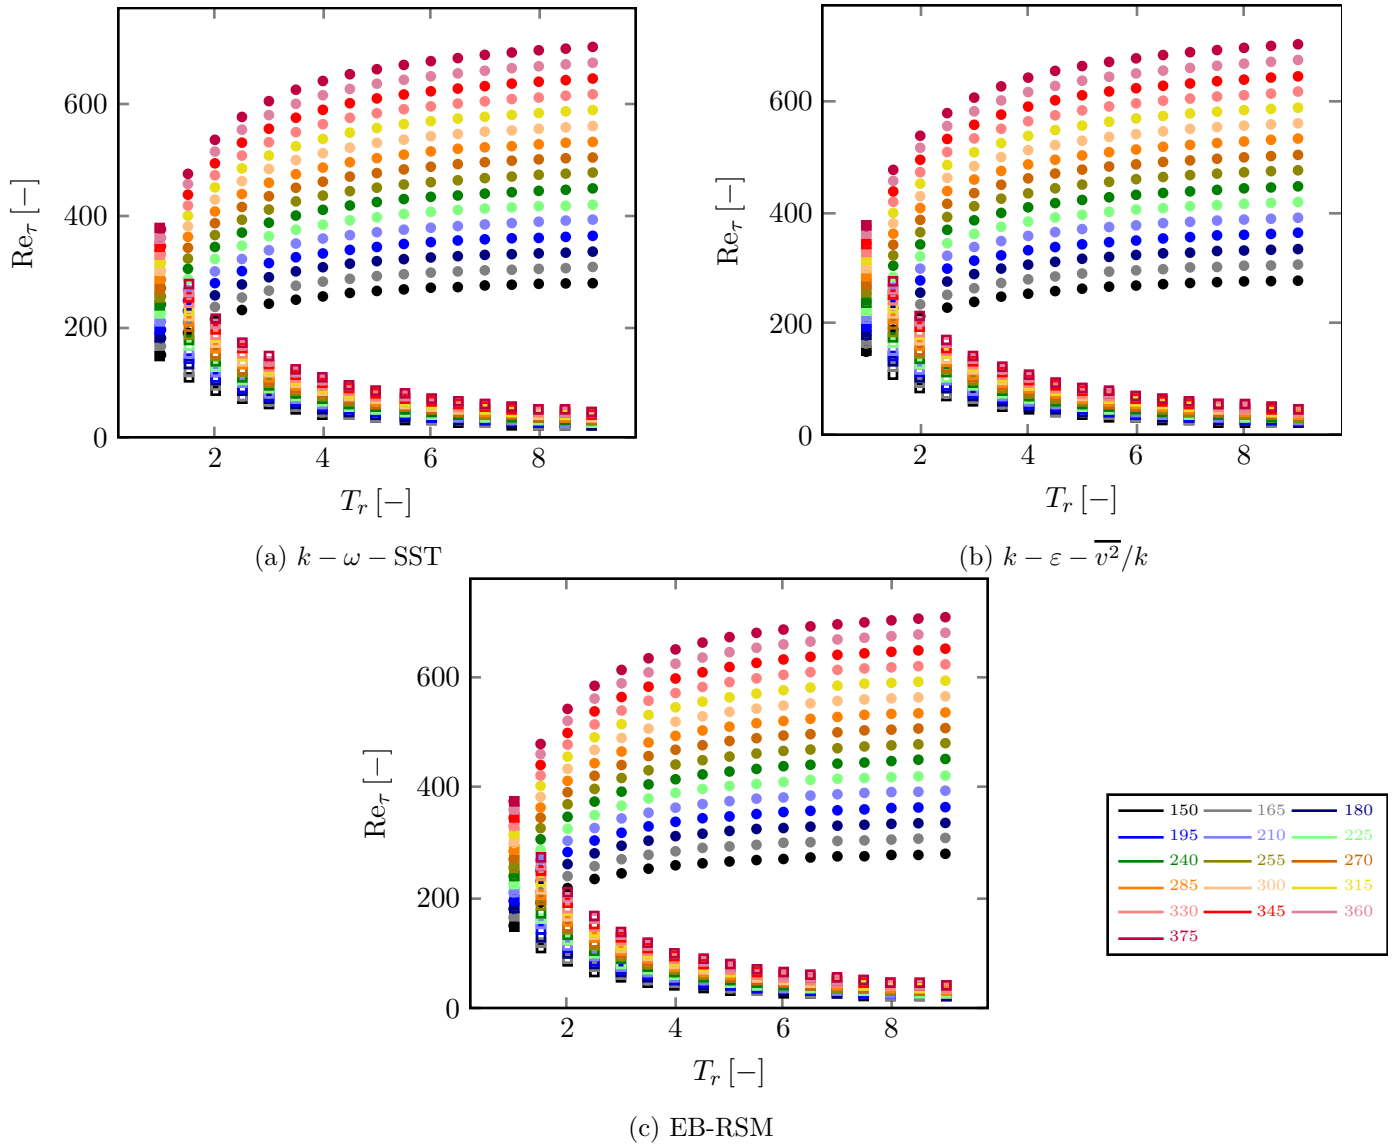 600
400
200
0
2 4 6 8
Re_τ [−]
T_r [−]
(a) k − ω − SST
600
400
200
0
2 4 6 8
Re_τ [−]
T_r [−]
(b) k − ε − \overline{v^2}/k
600
400
200
0
2 4 6 8
Re_τ [−]
T_r [−]
(c) EB-RSM
150 165 180
195 210 225
240 255 270
285 300 315
330 345 360
375